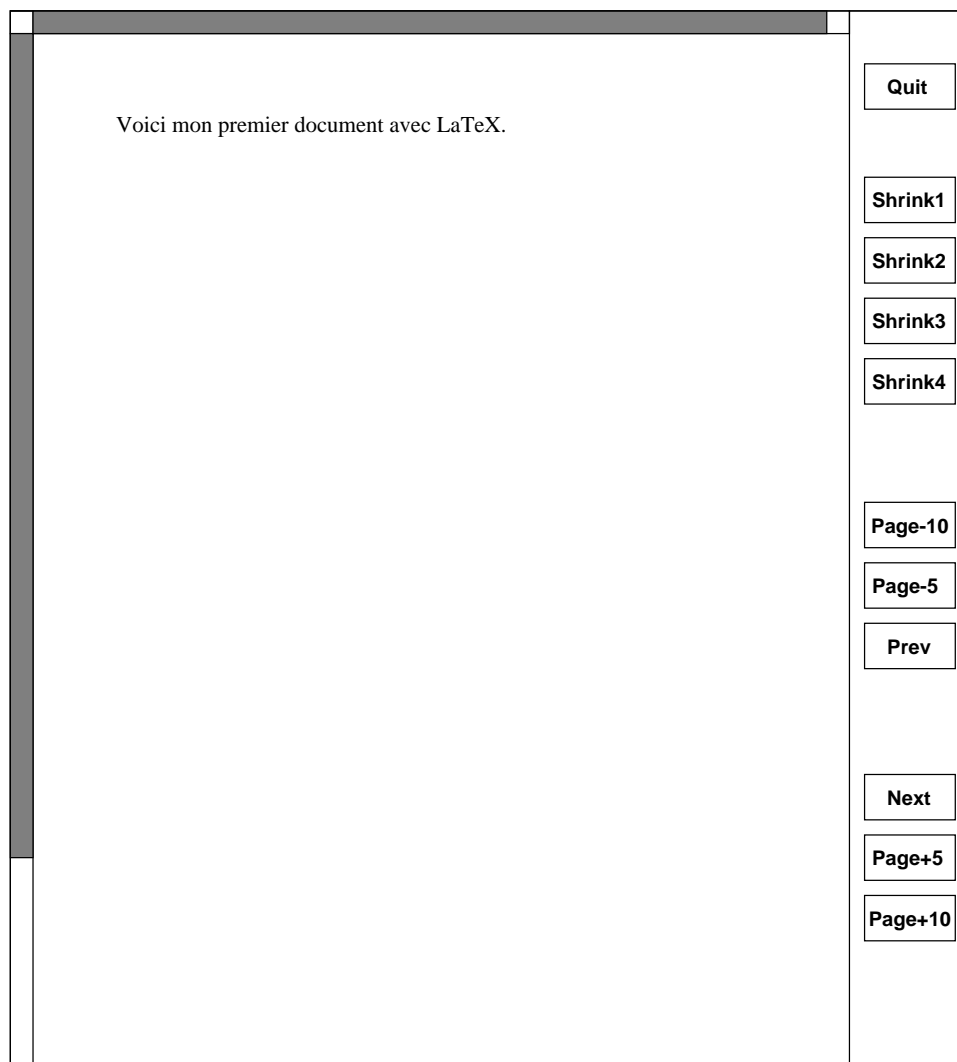 Voici mon premier document avec LaTeX.
Quit
Shrink1
Shrink2
Shrink3
Shrink4
Page-10
Page-5
Prev
Next
Page+5
Page+10